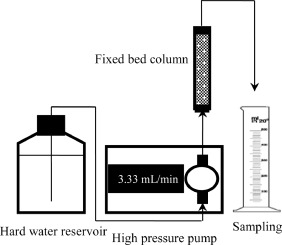 Fixed bed column
3.33 mL/min
Hard water reservoir
High pressure pump
Sampling